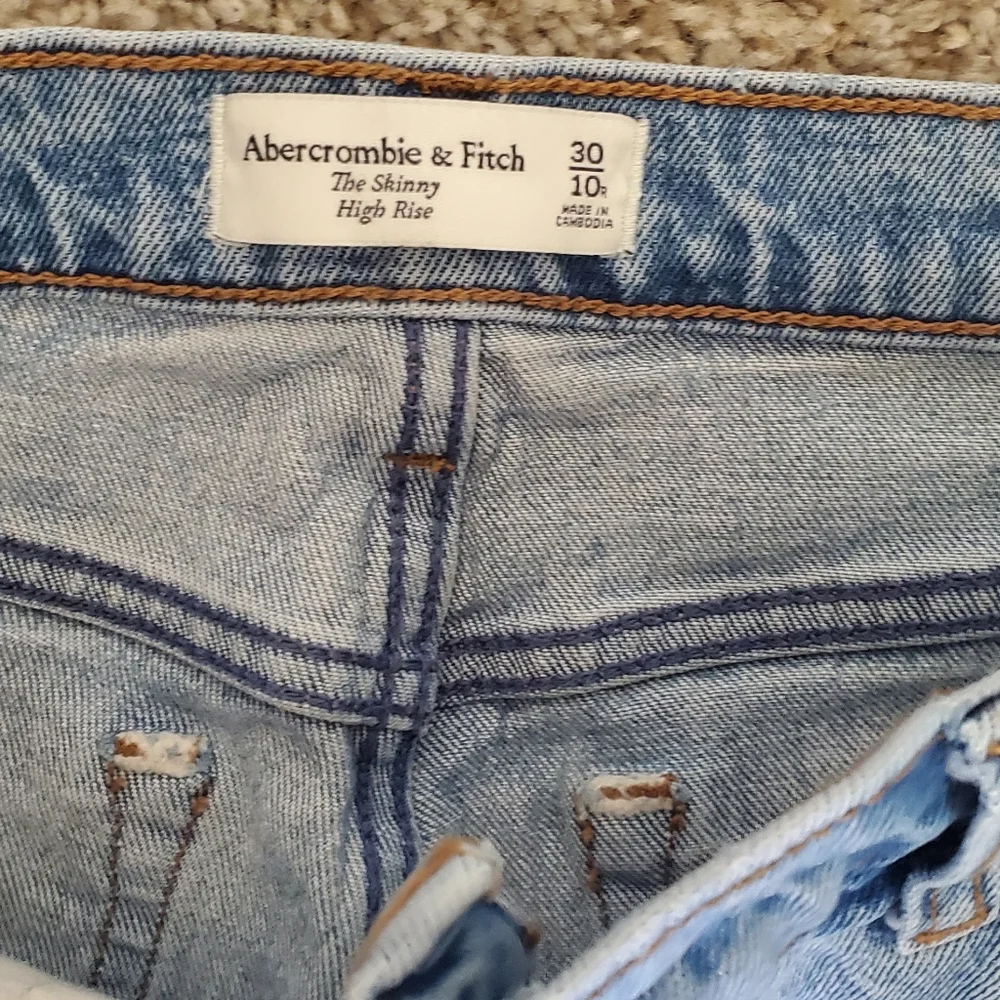 Abercrombie & Fitch
The Skinny
High Rise
30
10R
MADE IN
CAMBODIA